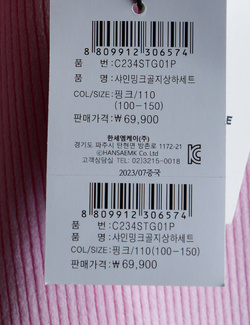 8 809912 306574
품 번:C234STG01P
품 명:샤인밍크골지상하세트
COL/SIZE:핑크/110
(100-150)
판매가격:₩ 69,900
한세엠케이(주)
경기도 파주시 탄현면 방촌로 1172-21
ⓒHANSAEMK Co. Ltd
고객상담실 TEL: 02)3215-0018
2023/07중국
8 809912 306574
품 번:C234STG01P
품 명:샤인밍크골지상하세트
COL/SIZE:핑크/110(100-150)
판매가격:₩ 69,900